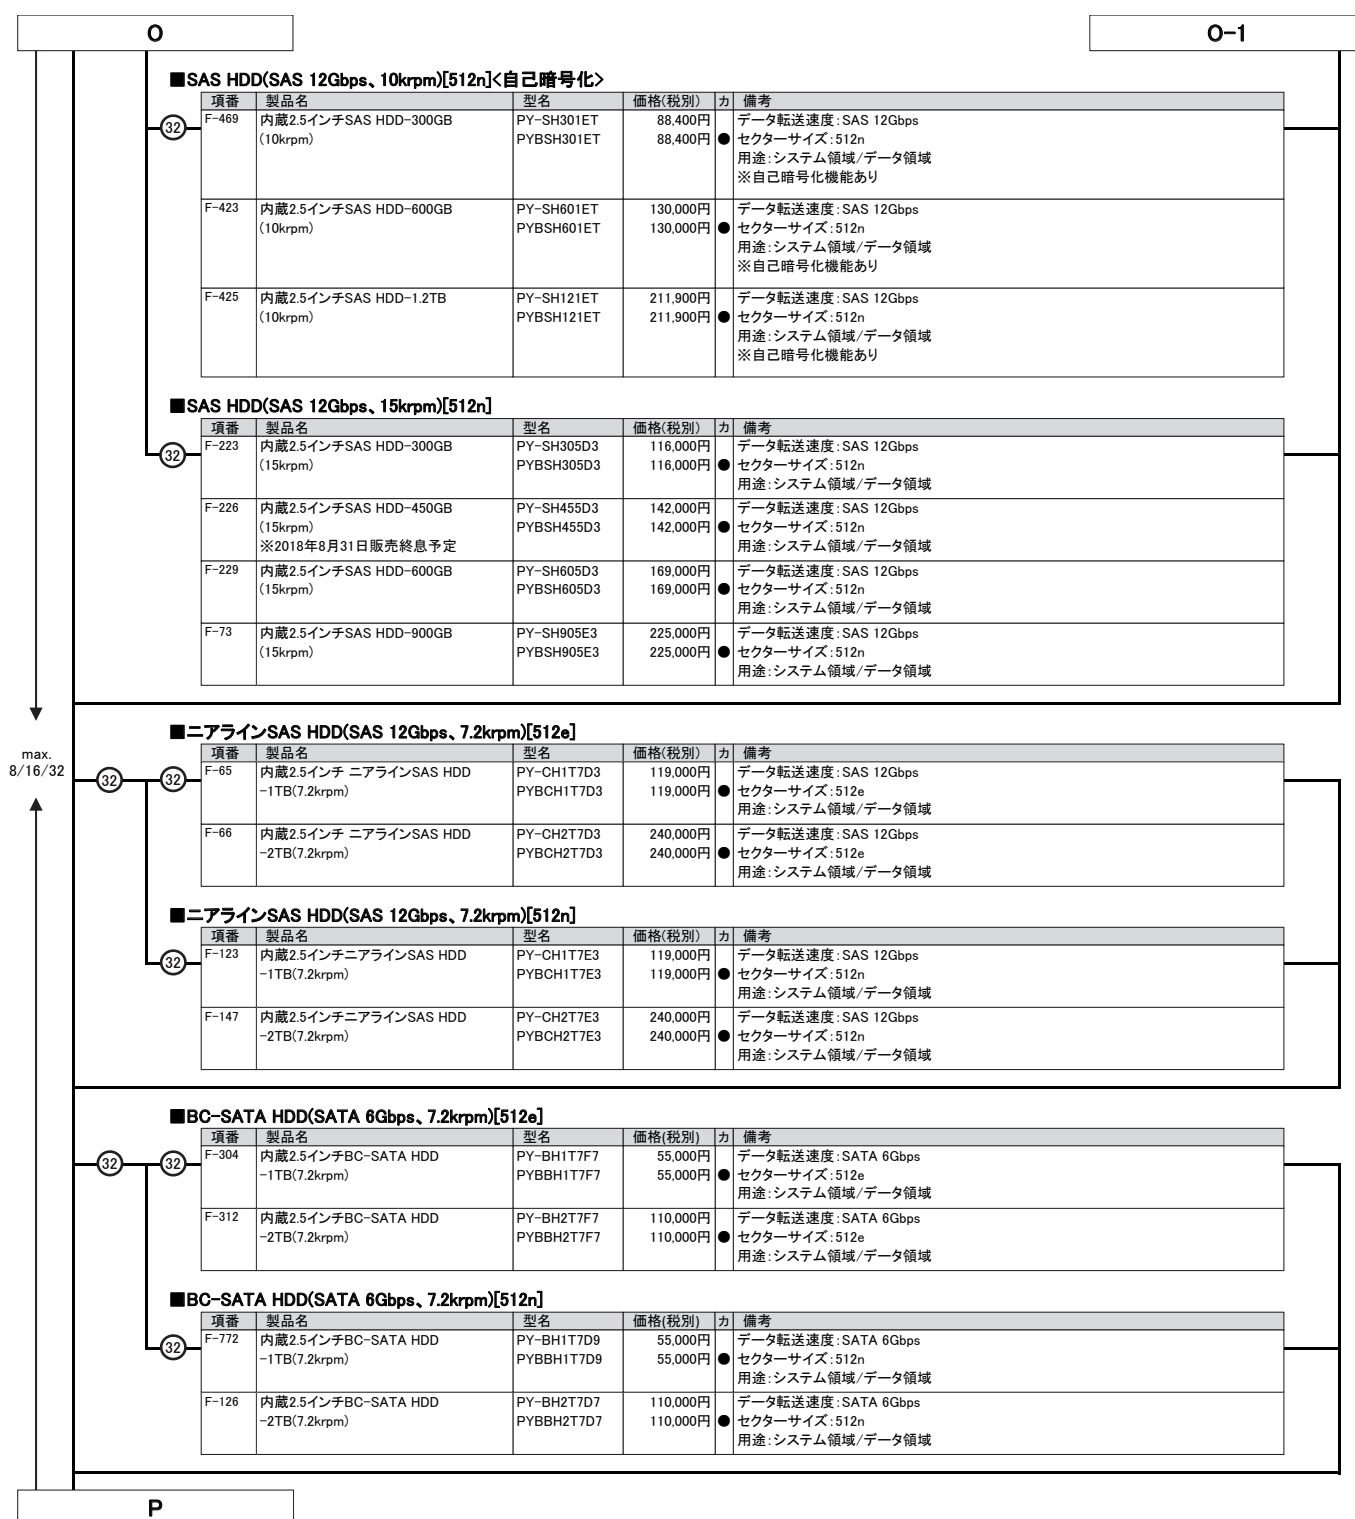 O
O-1
■SAS HDD(SAS 12Gbps、10krpm)[512n]<自己暗号化>
項番 製品名 型名 価格(税別) カ 備考
F-469 内蔵2.5インチSAS HDD-300GB PY-SH301ET 88,400円 データ転送速度:SAS 12Gbps
(10krpm) PYBSH301ET 88,400円 ● セクターサイズ:512n
用途:システム領域/データ領域
※自己暗号化機能あり
F-423 内蔵2.5インチSAS HDD-600GB PY-SH601ET 130,000円 データ転送速度:SAS 12Gbps
(10krpm) PYBSH601ET 130,000円 ● セクターサイズ:512n
用途:システム領域/データ領域
※自己暗号化機能あり
F-425 内蔵2.5インチSAS HDD-1.2TB PY-SH121ET 211,900円 データ転送速度:SAS 12Gbps
(10krpm) PYBSH121ET 211,900円 ● セクターサイズ:512n
用途:システム領域/データ領域
※自己暗号化機能あり
32
■SAS HDD(SAS 12Gbps、15krpm)[512n]
項番 製品名 型名 価格(税別) カ 備考
F-223 内蔵2.5インチSAS HDD-300GB PY-SH305D3 116,000円 データ転送速度:SAS 12Gbps
(15krpm) PYBSH305D3 116,000円 ● セクターサイズ:512n
用途:システム領域/データ領域
F-226 内蔵2.5インチSAS HDD-450GB PY-SH455D3 142,000円 データ転送速度:SAS 12Gbps
(15krpm) PYBSH455D3 142,000円 ● セクターサイズ:512n
※2018年8月31日販売終息予定 用途:システム領域/データ領域
F-229 内蔵2.5インチSAS HDD-600GB PY-SH605D3 169,000円 データ転送速度:SAS 12Gbps
(15krpm) PYBSH605D3 169,000円 ● セクターサイズ:512n
用途:システム領域/データ領域
F-73 内蔵2.5インチSAS HDD-900GB PY-SH905E3 225,000円 データ転送速度:SAS 12Gbps
(15krpm) PYBSH905E3 225,000円 ● セクターサイズ:512n
用途:システム領域/データ領域
32
max.
8/16/32
■ニアラインSAS HDD(SAS 12Gbps、7.2krpm)[512e]
項番 製品名 型名 価格(税別) カ 備考
F-65 内蔵2.5インチ ニアラインSAS HDD PY-CH1T7D3 119,000円 データ転送速度:SAS 12Gbps
-1TB(7.2krpm) PYBCH1T7D3 119,000円 ● セクターサイズ:512e
用途:システム領域/データ領域
F-66 内蔵2.5インチ ニアラインSAS HDD PY-CH2T7D3 240,000円 データ転送速度:SAS 12Gbps
-2TB(7.2krpm) PYBCH2T7D3 240,000円 ● セクターサイズ:512e
用途:システム領域/データ領域
32 32
■ニアラインSAS HDD(SAS 12Gbps、7.2krpm)[512n]
項番 製品名 型名 価格(税別) カ 備考
F-123 内蔵2.5インチニアラインSAS HDD PY-CH1T7E3 119,000円 データ転送速度:SAS 12Gbps
-1TB(7.2krpm) PYBCH1T7E3 119,000円 ● セクターサイズ:512n
用途:システム領域/データ領域
F-147 内蔵2.5インチニアラインSAS HDD PY-CH2T7E3 240,000円 データ転送速度:SAS 12Gbps
-2TB(7.2krpm) PYBCH2T7E3 240,000円 ● セクターサイズ:512n
用途:システム領域/データ領域
32
■BC-SATA HDD(SATA 6Gbps、7.2krpm)[512e]
項番 製品名 型名 価格(税別) カ 備考
F-304 内蔵2.5インチBC-SATA HDD PY-BH1T7F7 55,000円 データ転送速度:SATA 6Gbps
-1TB(7.2krpm) PYBBH1T7F7 55,000円 ● セクターサイズ:512e
用途:システム領域/データ領域
F-312 内蔵2.5インチBC-SATA HDD PY-BH2T7F7 110,000円 データ転送速度:SATA 6Gbps
-2TB(7.2krpm) PYBBH2T7F7 110,000円 ● セクターサイズ:512e
用途:システム領域/データ領域
32 32
■BC-SATA HDD(SATA 6Gbps、7.2krpm)[512n]
項番 製品名 型名 価格(税別) カ 備考
F-772 内蔵2.5インチBC-SATA HDD PY-BH1T7D9 55,000円 データ転送速度:SATA 6Gbps
-1TB(7.2krpm) PYBBH1T7D9 55,000円 ● セクターサイズ:512n
用途:システム領域/データ領域
F-126 内蔵2.5インチBC-SATA HDD PY-BH2T7D7 110,000円 データ転送速度:SATA 6Gbps
-2TB(7.2krpm) PYBBH2T7D7 110,000円 ● セクターサイズ:512n
用途:システム領域/データ領域
32
P